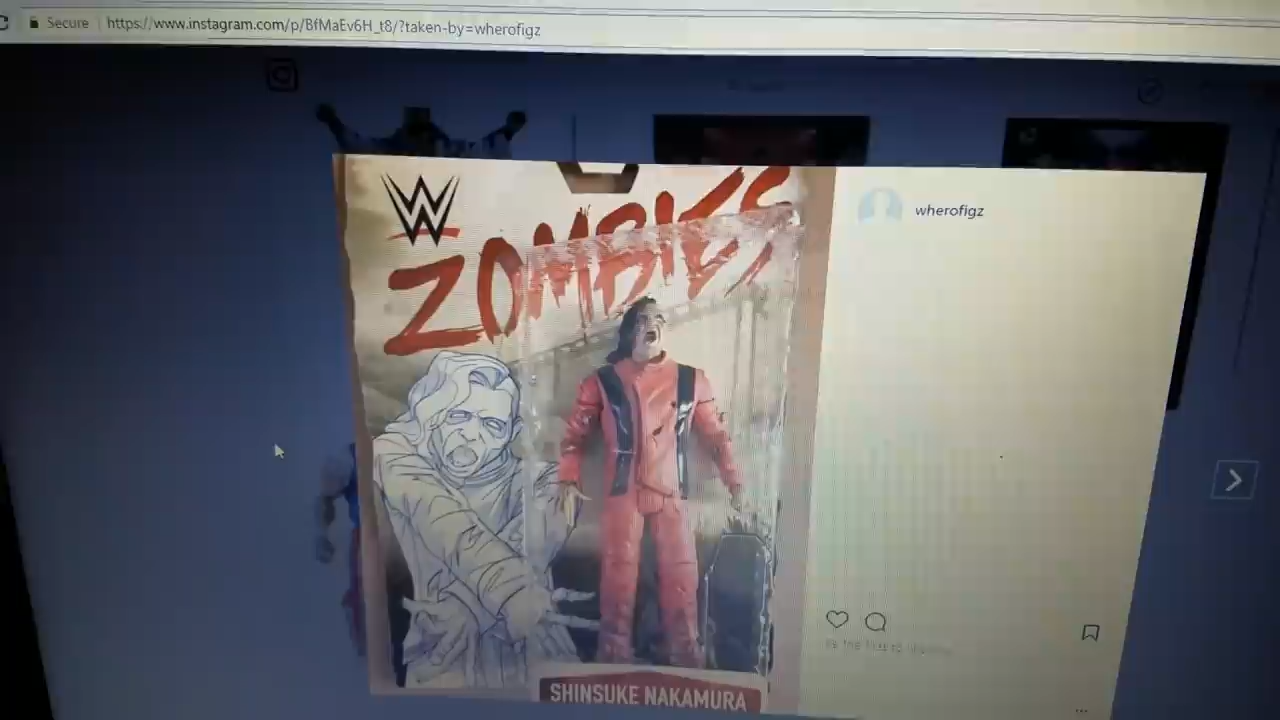 Secure https://www.instagram.com/p/BfMaEv6H_t8/?taken-by=wherofigz
W
ZOMBIES
wherofigz
SHINSUKE NAKAMURA